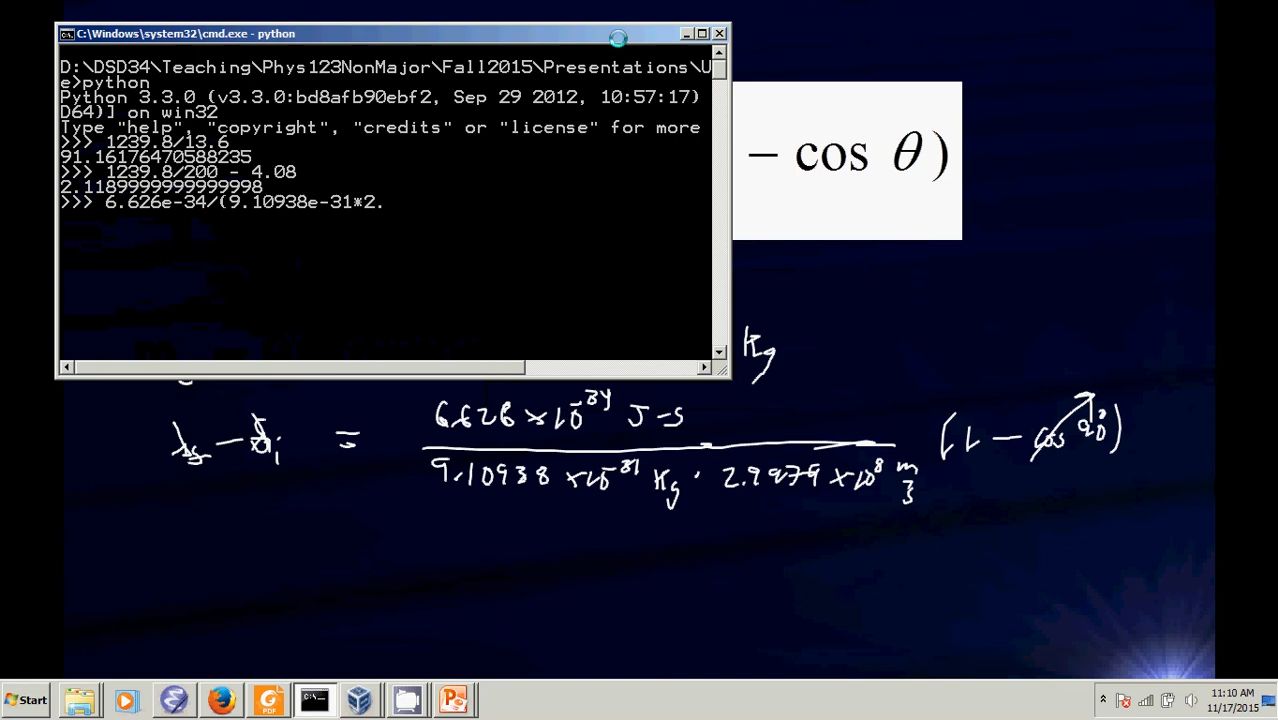 C:\Windows\system32\cmd.exe - python
D:\DSD34\Teaching\Phys123NonMajor\Fall2015\Presentations\U
e>python
Python 3.3.0 (v3.3.0:bd8afb90ebf2, Sep 29 2012, 10:57:17)
D64)] on win32
Type "help", "copyright", "credits" or "license" for more
>>> 1239.8/13.6
91.16176470588235
>>> 1239.8/200 - 4.08
2.1189999999999998
>>> 6.626e-34/(9.10938e-31*2.
− cos θ)
Kg
6.626 × 10⁻³⁴ J-s
= [1 − cos 90°)
9.10938 × 10⁻³¹ Kg · 2.9979 × 10⁸ m
Start
11:10 AM
11/17/2015